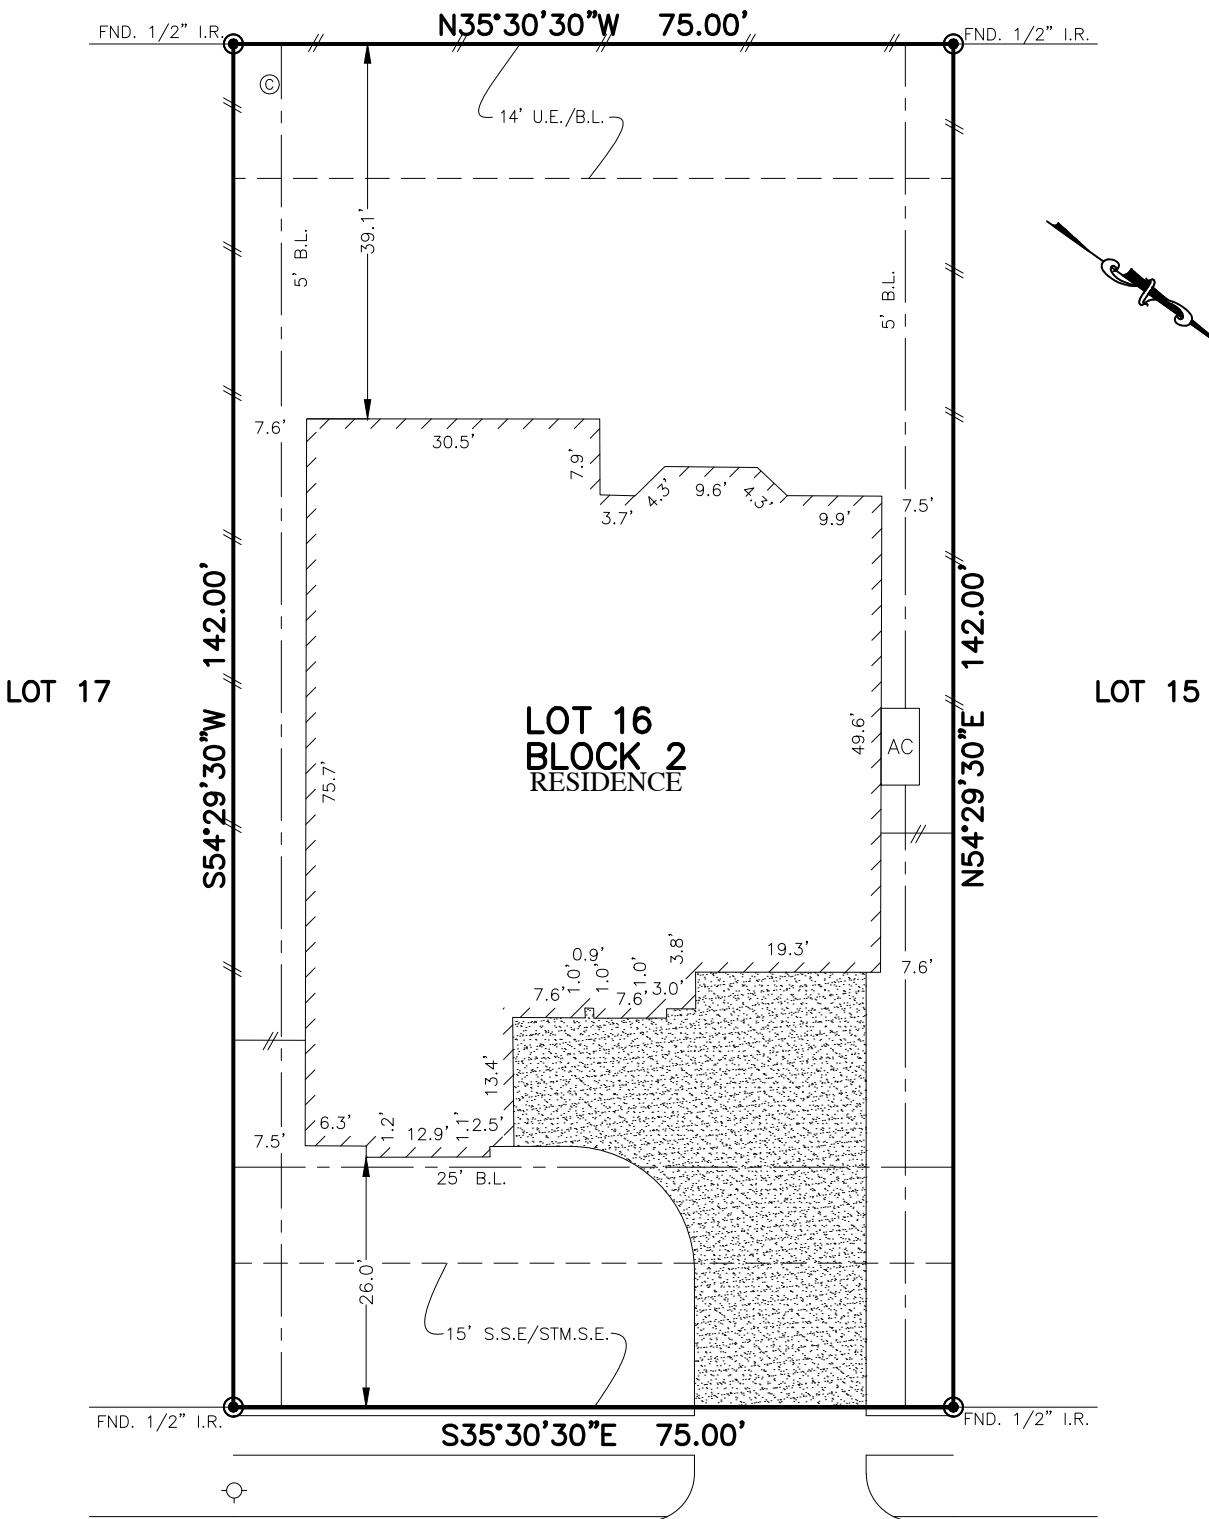 N35°30'30"W 75.00'
FND. 1/2" I.R.
FND. 1/2" I.R.
C
14' U.E./B.L.
39.1'
5' B.L.
5' B.L.
7.6'
30.5'
7.9'
3.7'
4.3'
9.6'
4.3'
9.9'
7.5'
S54°29'30"W 142.00'
N54°29'30"E 142.00'
LOT 17
LOT 15
LOT 16
BLOCK 2
RESIDENCE
75.7'
49.6'
AC
19.3'
3.8'
0.9'
1.0'
1.0'
1.0'
7.6'
7.6'
3.0'
7.6'
13.4'
6.3'
1.2'
12.9'
1.1'
2.5'
7.5'
25' B.L.
26.0'
15' S.S.E/STM.S.E.
FND. 1/2" I.R.
FND. 1/2" I.R.
S35°30'30"E 75.00'